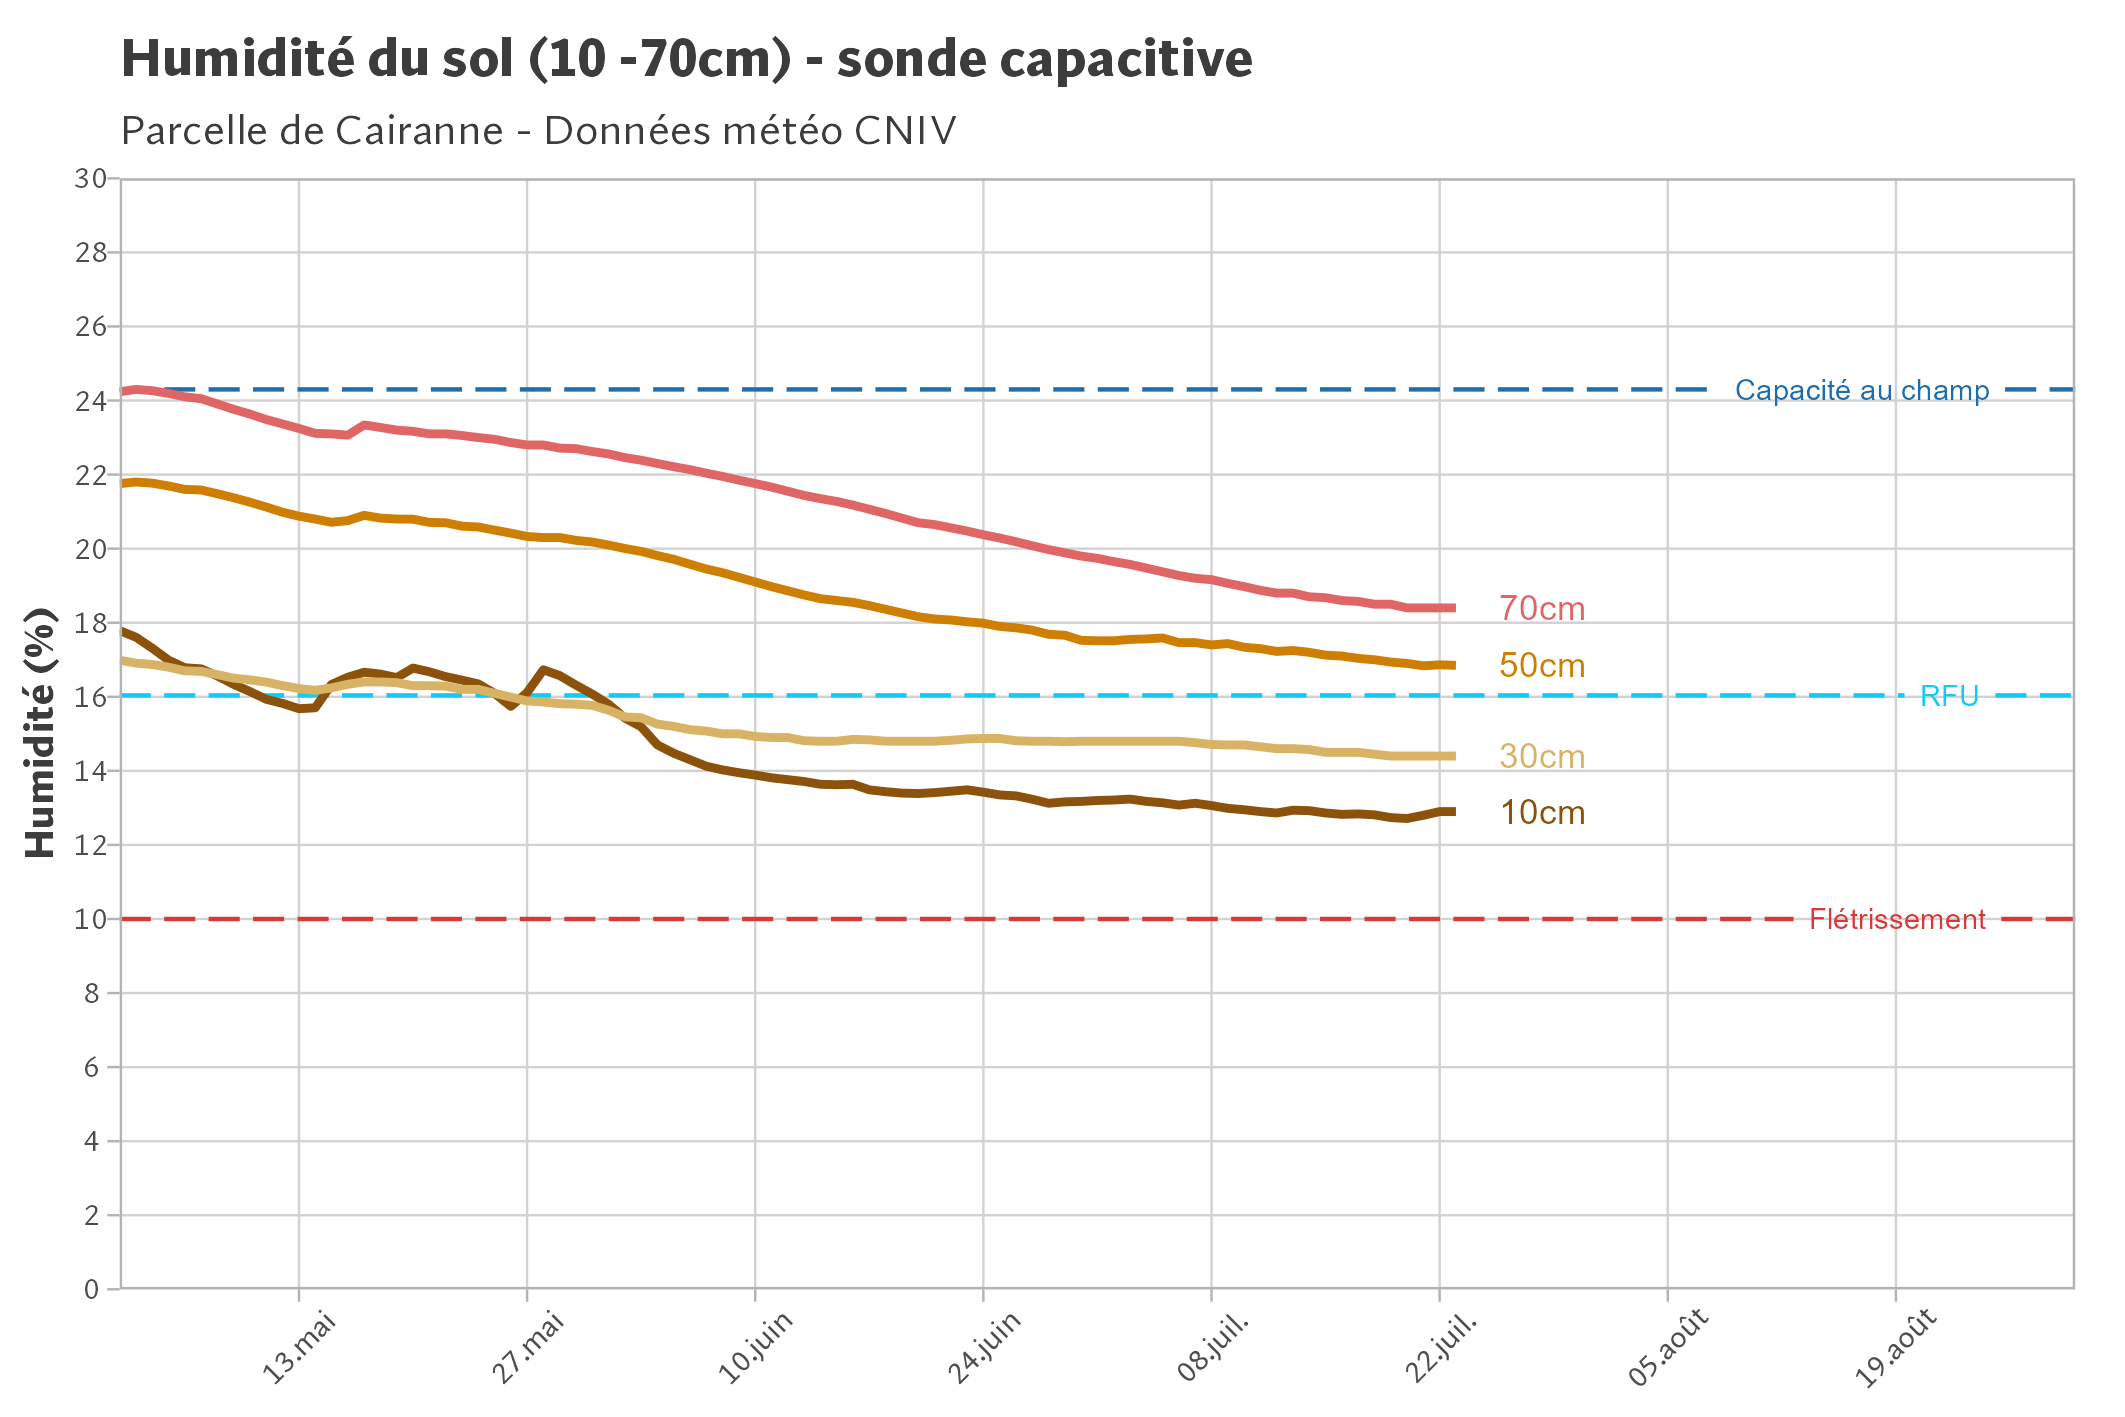 Humidité du sol (10 -70cm) - sonde capacitive
Parcelle de Cairanne - Données météo CNIV
Humidité (%)
30
28
26
24
22
20
18
16
14
12
10
8
6
4
2
0
Capacité au champ
70cm
50cm
RFU
30cm
10cm
Flétrissement
13.mai
27.mai
10.juin
24.juin
08.juil.
22.juil.
05.août
19.août